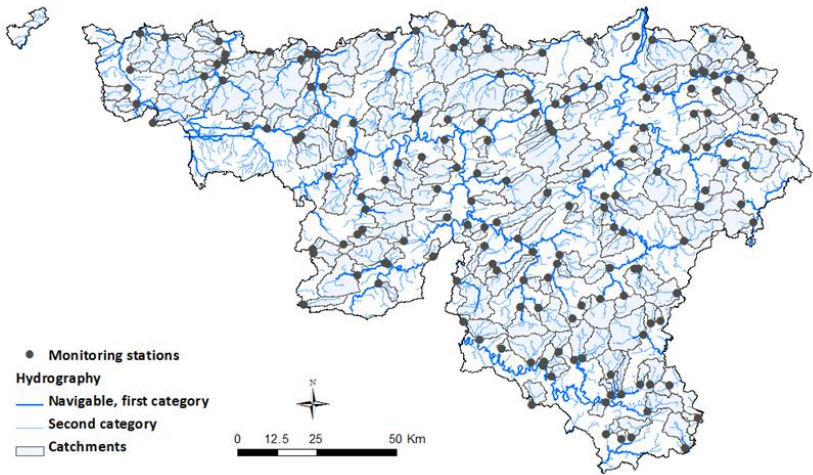 Monitoring stations
Hydrography
Navigable, first category
Second category
Catchments
N
0 12.5 25 50 Km